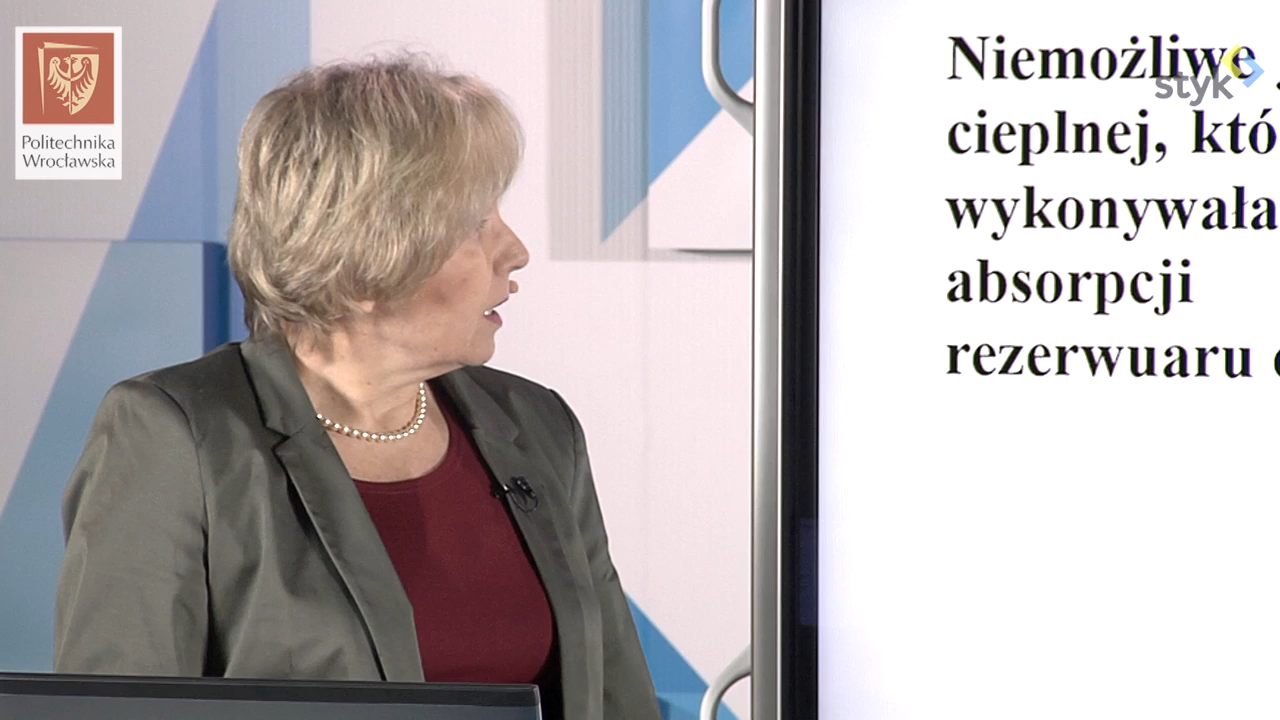 Politechnika
Wrocławska
styk
Niemożliwe
cieplnej, któ
wykonywała
absorpcji
rezerwuaru